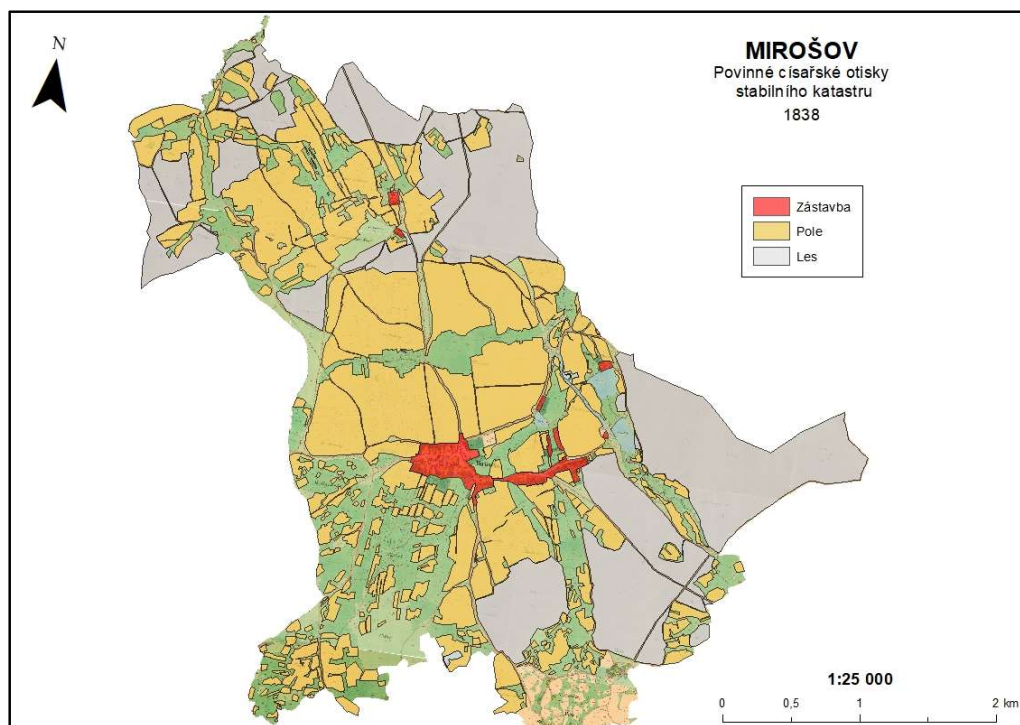 N
MIROŠOV
Povinné císařské otisky
stabilního katastru
1838
Zástavba
Pole
Les
1:25 000
0 0,5 1 2 km